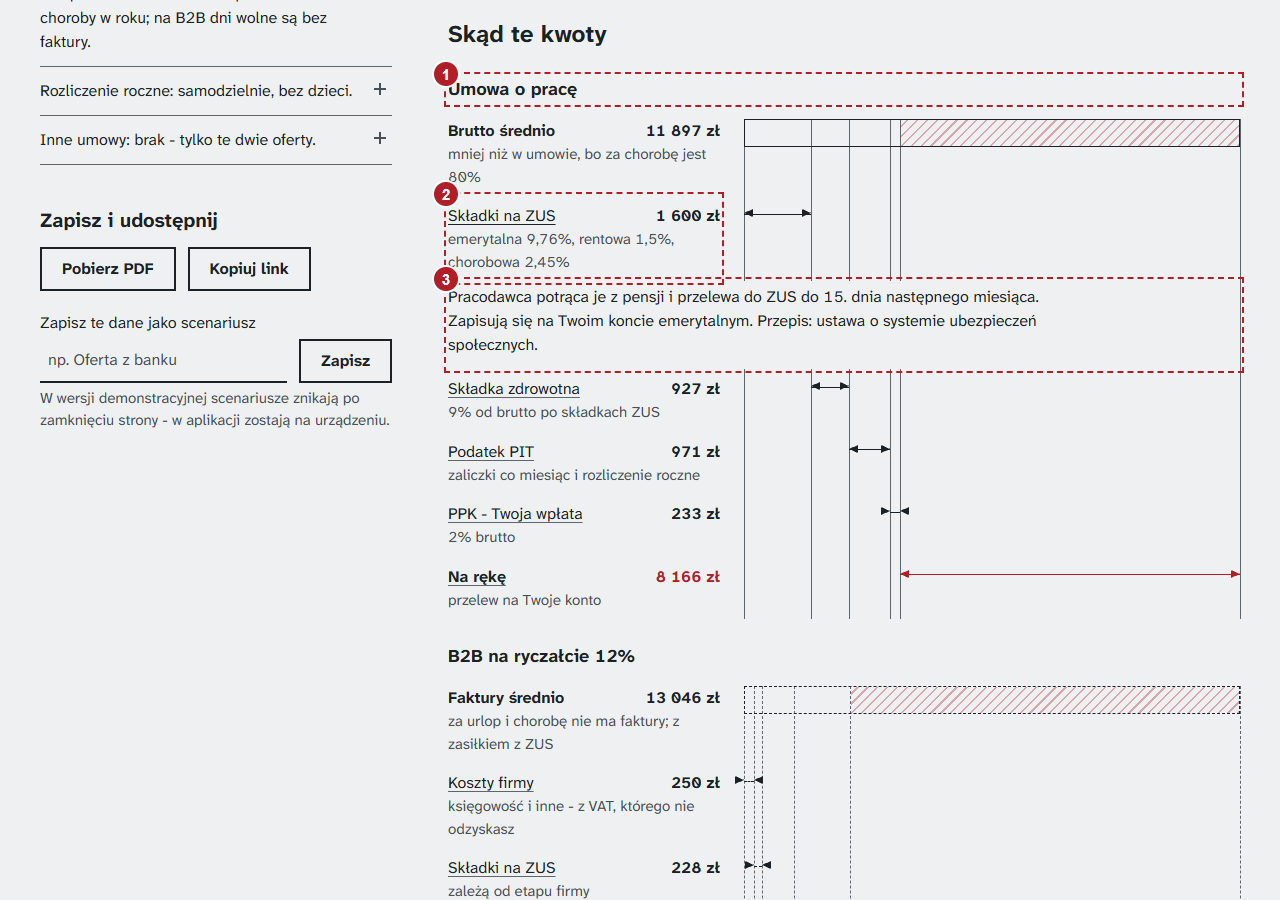 choroby w roku; na B2B dni wolne są bez
faktury.
Rozliczenie roczne: samodzielnie, bez dzieci.
Inne umowy: brak - tylko te dwie oferty.
Zapisz i udostępnij
Pobierz PDF
Kopiuj link
Zapisz te dane jako scenariusz
np. Oferta z banku
Zapisz
W wersji demonstracyjnej scenariusze znikają po
zamknięciu strony - w aplikacji zostają na urządzeniu.
Skąd te kwoty
1
Umowa o pracę
Brutto średnio 11 897 zł
mniej niż w umowie, bo za chorobę jest
80%
2
Składki na ZUS 1 600 zł
emerytalna 9,76%, rentowa 1,5%,
chorobowa 2,45%
3
Pracodawca potrąca je z pensji i przelewa do ZUS do 15. dnia następnego miesiąca.
Zapisują się na Twoim koncie emerytalnym. Przepis: ustawa o systemie ubezpieczeń
społecznych.
Składka zdrowotna 927 zł
9% od brutto po składkach ZUS
Podatek PIT 971 zł
zaliczki co miesiąc i rozliczenie roczne
PPK - Twoja wpłata 233 zł
2% brutto
Na rękę 8 166 zł
przelew na Twoje konto
B2B na ryczałcie 12%
Faktury średnio 13 046 zł
za urlop i chorobę nie ma faktury; z
zasiłkiem z ZUS
Koszty firmy 250 zł
księgowość i inne - z VAT, którego nie
odzyskasz
Składki na ZUS 228 zł
zależą od etapu firmy